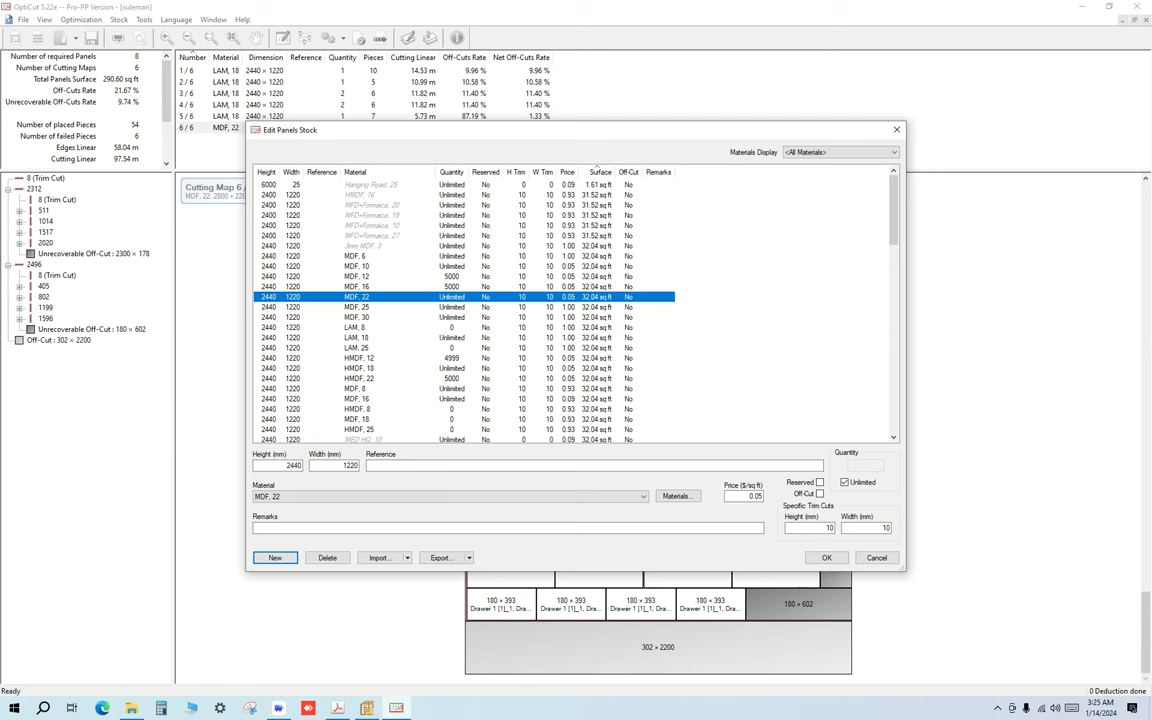 OptiCut 5.22e - Pro-PP Version - [suleman]
File View Optimization Stock Tools Language Window Help
Number of required Panels 8
Number of Cutting Maps 6
Total Panels Surface 290.60 sq ft
Off-Cuts Rate 21.67 %
Unrecoverable Off-Cuts Rate 9.74 %
Number of placed Pieces 54
Number of failed Pieces 6
Edges Linear 58.04 m
Cutting Linear 97.54 m
Number Material Dimension Reference Quantity Pieces Cutting Linear Off-Cuts Rate Net Off-Cuts Rate
1 / 6 LAM, 18 2440 × 1220 1 10 14.53 m 9.96 % 9.96 %
2 / 6 LAM, 18 2440 × 1220 1 5 10.99 m 10.58 % 10.58 %
3 / 6 LAM, 18 2440 × 1220 2 6 11.82 m 11.40 % 11.40 %
4 / 6 LAM, 18 2440 × 1220 2 6 11.82 m 11.40 % 11.40 %
5 / 6 LAM, 18 2440 × 1220 1 7 5.73 m 87.19 % 1.33 %
6 / 6 MDF, 22
8 (Trim Cut)
2312
8 (Trim Cut)
511
1014
1517
2020
Unrecoverable Off-Cut : 2300 × 178
2496
8 (Trim Cut)
405
802
1199
1596
Unrecoverable Off-Cut : 180 × 602
Off-Cut : 302 × 2200
Cutting Map 6 /
MDF, 22, 2800 × 220
Edit Panels Stock
Materials Display <All Materials>
Height Width Reference Material Quantity Reserved H Trim W Trim Price Surface Off-Cut Remarks
6000 25 Hanging Road, 25 Unlimited No 0 0 0.09 1.61 sq ft No
2400 1220 HMDF, 16 Unlimited No 10 10 0.93 31.52 sq ft No
2400 1220 MFD+Formaica, 20 Unlimited No 10 10 0.93 31.52 sq ft No
2400 1220 MFD+Formaica, 19 Unlimited No 10 10 0.93 31.52 sq ft No
2400 1220 MFD+Formaica, 10 Unlimited No 10 10 0.93 31.52 sq ft No
2400 1220 MFD+Formaica, 27 Unlimited No 10 10 0.93 31.52 sq ft No
2440 1220 3mm MDF, 3 Unlimited No 10 10 1.00 32.04 sq ft No
2440 1220 MDF, 6 Unlimited No 10 10 1.00 32.04 sq ft No
2440 1220 MDF, 10 Unlimited No 10 10 0.05 32.04 sq ft No
2440 1220 MDF, 12 5000 No 10 10 0.05 32.04 sq ft No
2440 1220 MDF, 16 5000 No 10 10 0.05 32.04 sq ft No
2440 1220 MDF, 22 Unlimited No 10 10 0.05 32.04 sq ft No
2440 1220 MDF, 25 Unlimited No 10 10 1.00 32.04 sq ft No
2440 1220 MDF, 30 Unlimited No 10 10 1.00 32.04 sq ft No
2440 1220 LAM, 8 0 No 10 10 1.00 32.04 sq ft No
2440 1220 LAM, 18 Unlimited No 10 10 1.00 32.04 sq ft No
2440 1220 LAM, 25 0 No 10 10 1.00 32.04 sq ft No
2440 1220 HMDF, 12 4999 No 10 10 0.05 32.04 sq ft No
2440 1220 HMDF, 18 Unlimited No 10 10 0.05 32.04 sq ft No
2440 1220 HMDF, 22 5000 No 10 10 0.05 32.04 sq ft No
2440 1220 MDF, 8 Unlimited No 10 10 0.93 32.04 sq ft No
2440 1220 MDF, 16 Unlimited No 10 10 0.93 32.04 sq ft No
2440 1220 HMDF, 8 0 No 10 10 0.93 32.04 sq ft No
2440 1220 MDF, 18 0 No 10 10 0.93 32.04 sq ft No
2440 1220 HMDF, 25 0 No 10 10 0.93 32.04 sq ft No
2440 1220 MED HQ, 18 Unlimited No 0 0 0.09 32.04 sq ft No
Height (mm) Width (mm) Reference Quantity
2440 1220
Reserved Unlimited
Material Price ($/sq ft) Off-Cut
MDF, 22 Materials... 0.05
Specific Trim Cuts
Remarks Height (mm) Width (mm)
10 10
New Delete Import... Export... OK Cancel
180 × 393 180 × 393 180 × 393 180 × 393 180 × 602
Drawer 1 [1]_1, Dra... Drawer 1 [1]_1, Dra... Drawer 1 [1]_1, Dra... Drawer 1 [1]_1, Dra...
302 × 2200
Ready 0 Deduction done
3:25 AM
1/14/2024